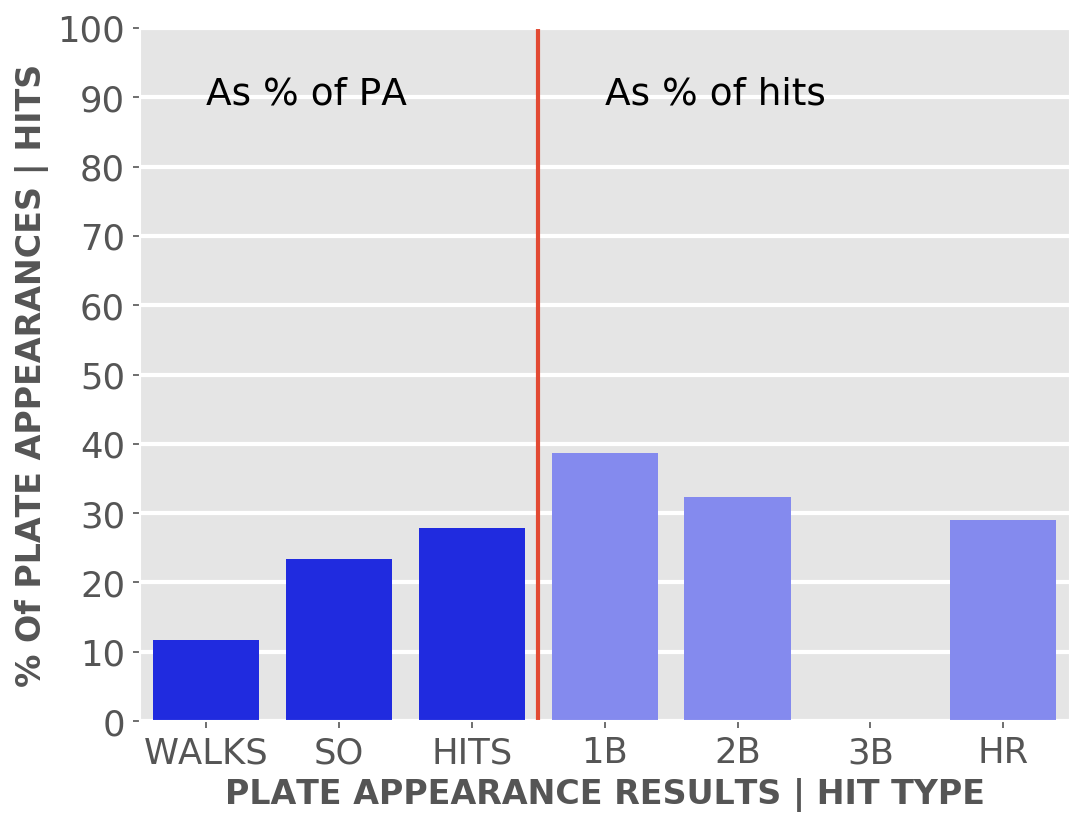 100
90
80
70
60
50
40
30
20
10
0
% Of PLATE APPEARANCES | HITS
As % of PA
As % of hits
WALKS SO HITS 1B 2B 3B HR
PLATE APPEARANCE RESULTS | HIT TYPE